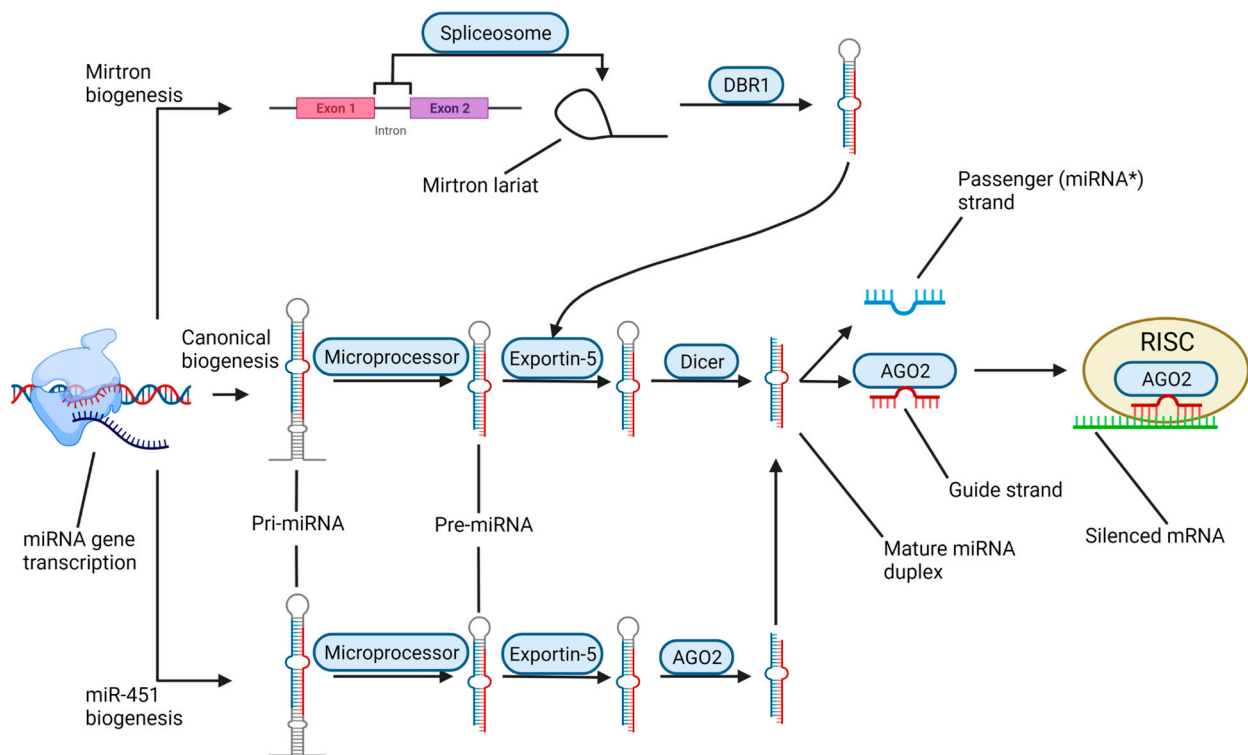 Mirtron
biogenesis
Spliceosome
Exon 1
Exon 2
Intron
Mirtron lariat
DBR1
Passenger (miRNA*)
strand
Canonical
biogenesis
Microprocessor
Exportin-5
Dicer
AGO2
RISC
AGO2
miRNA gene
transcription
Pri-miRNA
Pre-miRNA
Guide strand
Mature miRNA
duplex
Silenced mRNA
miR-451
biogenesis
Microprocessor
Exportin-5
AGO2